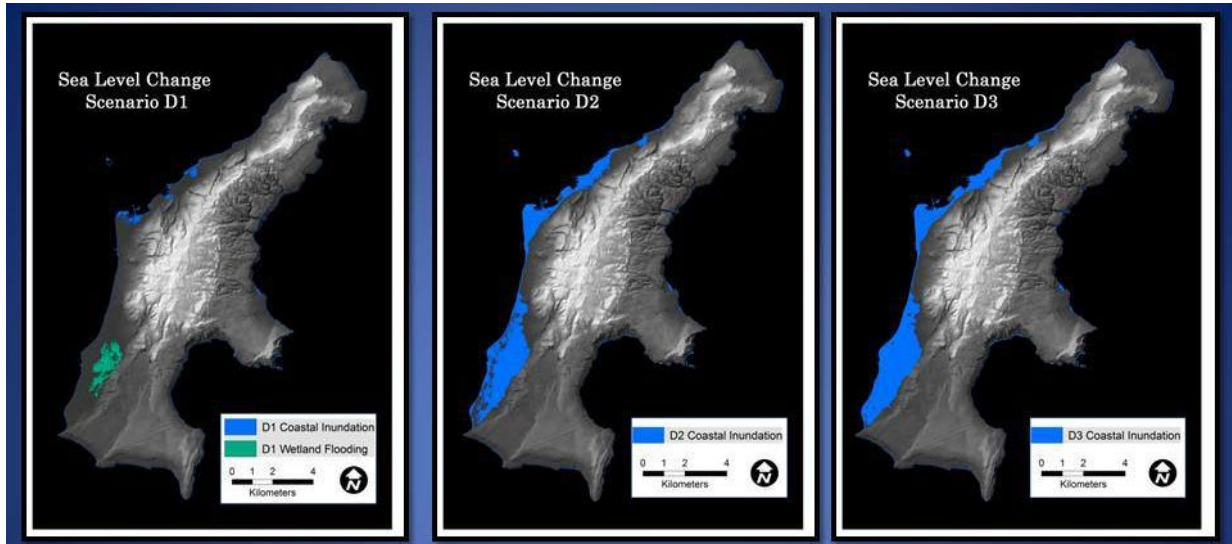 Sea Level Change
Scenario D1
D1 Coastal Inundation
D1 Wetland Flooding
0 1 2 4
Kilometers
N
Sea Level Change
Scenario D2
D2 Coastal Inundation
0 1 2 4
Kilometers
N
Sea Level Change
Scenario D3
D3 Coastal Inundation
0 1 2 4
Kilometers
N